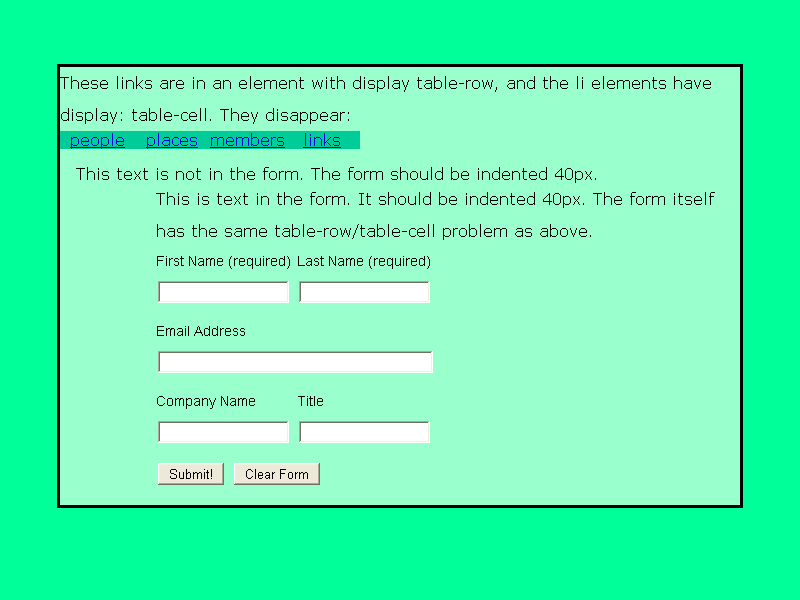 These links are in an element with display table-row, and the li elements have
display: table-cell. They disappear:
people places members links
This text is not in the form. The form should be indented 40px.
This is text in the form. It should be indented 40px. The form itself
has the same table-row/table-cell problem as above.
First Name (required) Last Name (required)
Email Address
Company Name Title
Submit! Clear Form